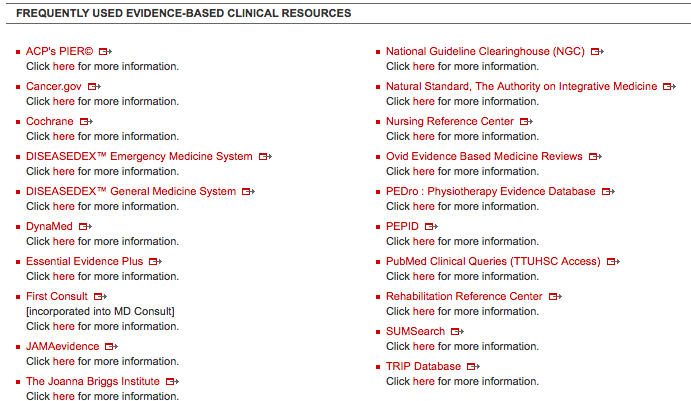 FREQUENTLY USED EVIDENCE-BASED CLINICAL RESOURCES
ACP's PIER©
Click here for more information.
Cancer.gov
Click here for more information.
Cochrane
Click here for more information.
DISEASEDEX™ Emergency Medicine System
Click here for more information.
DISEASEDEX™ General Medicine System
Click here for more information.
DynaMed
Click here for more information.
Essential Evidence Plus
Click here for more information.
First Consult
[incorporated into MD Consult]
Click here for more information.
JAMAevidence
Click here for more information.
The Joanna Briggs Institute
Click here for more information.
National Guideline Clearinghouse (NGC)
Click here for more information.
Natural Standard, The Authority on Integrative Medicine
Click here for more information.
Nursing Reference Center
Click here for more information.
Ovid Evidence Based Medicine Reviews
Click here for more information.
PEDro : Physiotherapy Evidence Database
Click here for more information.
PEPID
Click here for more information.
PubMed Clinical Queries (TTUHSC Access)
Click here for more information.
Rehabilitation Reference Center
Click here for more information.
SUMSearch
Click here for more information.
TRIP Database
Click here for more information.